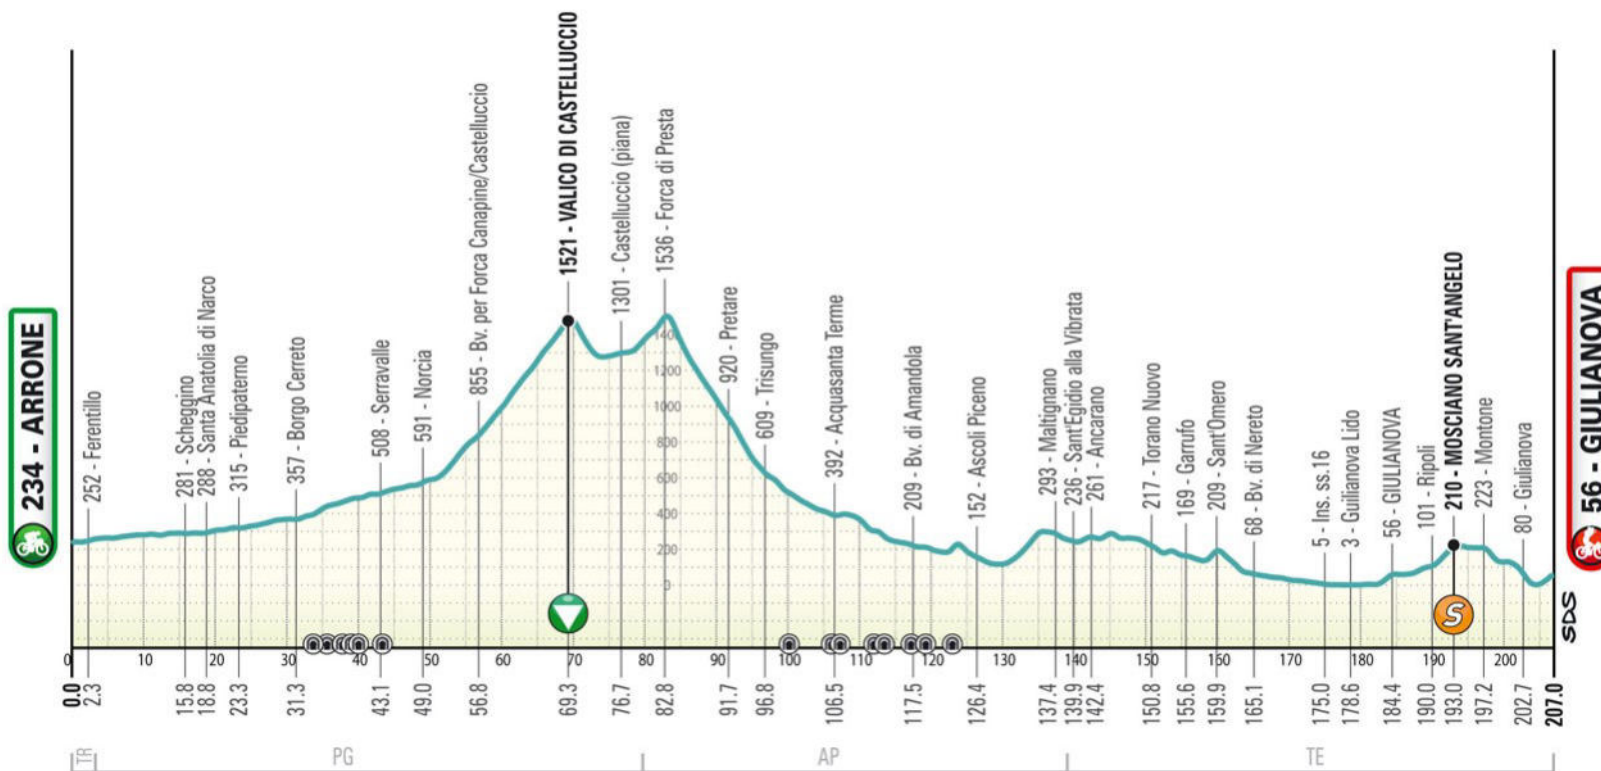 234 - ARRONE
252 - Ferentillo
281 - Scheggino
288 - Santa Anatolia di Narco
315 - Piedipaterno
357 - Borgo Cerreto
508 - Serravalle
591 - Norcia
855 - Bv. per Forca Canapine/Castelluccio
1521 - VALICO DI CASTELLUCCIO
1301 - Castelluccio (piana)
1536 - Forca di Presta
920 - Pretare
609 - Trisungo
392 - Acquasanta Terme
209 - Bv. di Amandola
152 - Ascoli Piceno
293 - Maltignano
236 - Sant'Egidio alla Vibrata
261 - Ancarano
217 - Torano Nuovo
169 - Garrufo
209 - Sant'Omero
68 - Bv. di Nereto
5 - Ins. ss.16
3 - Guilianova Lido
56 - GIULIANOVA
101 - Ripoli
210 - MOSCIANO SANT'ANGELO
223 - Montone
80 - Giulianova
56 - GIULIANOVA
1400
1200
1000
800
600
400
200
0
S
SDS
0 10 20 30 40 50 60 70 80 90 100 110 120 130 140 150 160 170 180 190 200
0.0 2.3 15.8 18.8 23.3 31.3 43.1 49.0 56.8 69.3 76.7 82.8 91.7 96.8 106.5 117.5 126.4 137.4 139.9 142.4 150.8 155.6 159.9 165.1 175.0 178.6 184.4 190.0 193.0 197.2 202.7 207.0
TR PG AP TE